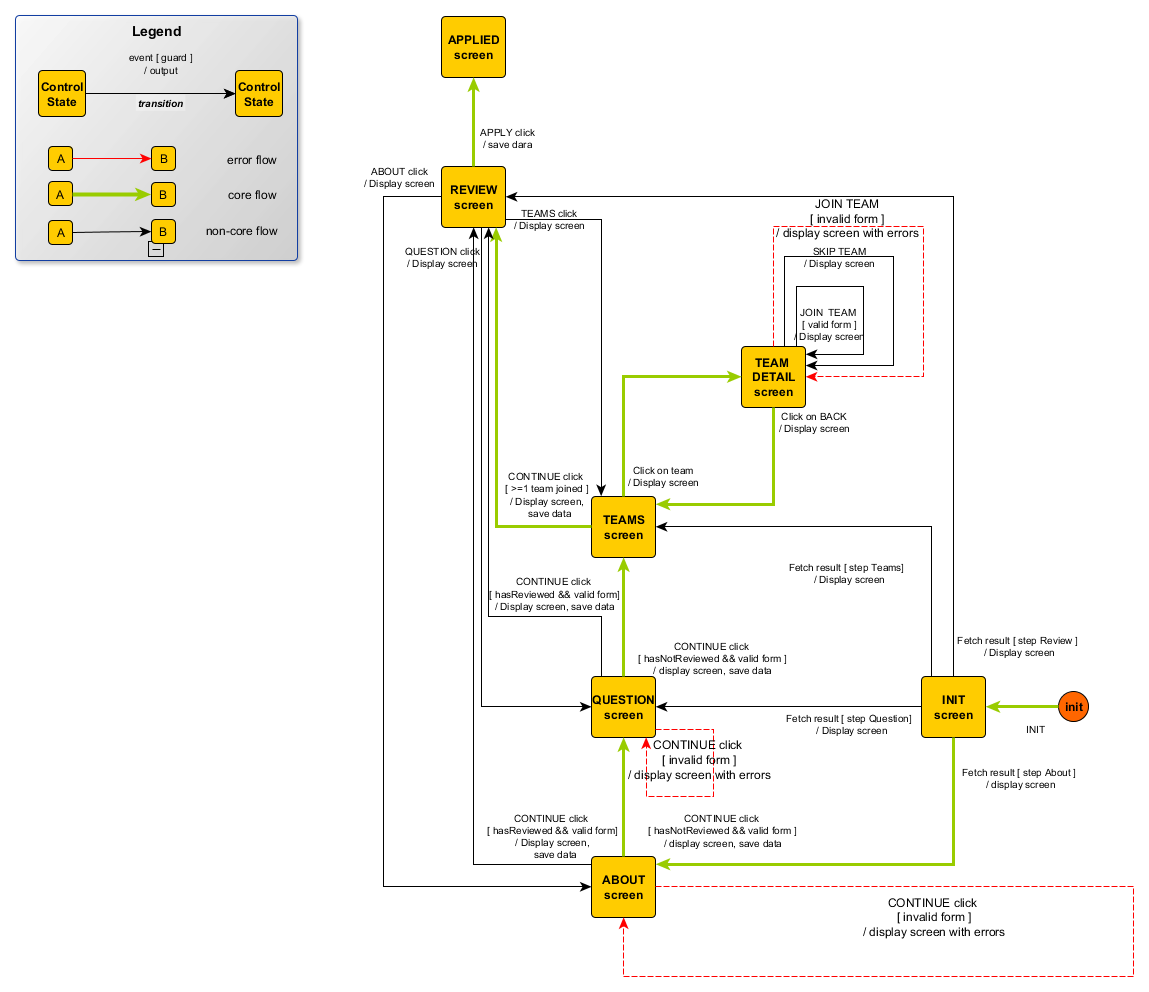 Legend
event [ guard ]
/ output
Control
State
Control
State
transition
A
B
error flow
A
B
core flow
A
B
non-core flow
APPLIED
screen
APPLY click
/ save dara
ABOUT click
/ Display screen
REVIEW
screen
TEAMS click
/ Display screen
QUESTION click
/ Display screen
JOIN TEAM
[ invalid form ]
/ display screen with errors
SKIP TEAM
/ Display screen
JOIN TEAM
[ valid form ]
/ Display screen
TEAM
DETAIL
screen
Click on BACK
/ Display screen
Click on team
/ Display screen
CONTINUE click
[ >=1 team joined ]
/ Display screen,
save data
TEAMS
screen
Fetch result [ step Teams]
/ Display screen
CONTINUE click
[ hasReviewed && valid form]
/ Display screen, save data
CONTINUE click
[ hasNotReviewed && valid form ]
/ display screen, save data
Fetch result [ step Review ]
/ Display screen
QUESTION
screen
INIT
screen
init
INIT
Fetch result [ step Question]
/ Display screen
CONTINUE click
[ invalid form ]
/ display screen with errors
Fetch result [ step About ]
/ display screen
CONTINUE click
[ hasReviewed && valid form]
/ Display screen,
save data
CONTINUE click
[ hasNotReviewed && valid form ]
/ display screen, save data
ABOUT
screen
CONTINUE click
[ invalid form ]
/ display screen with errors